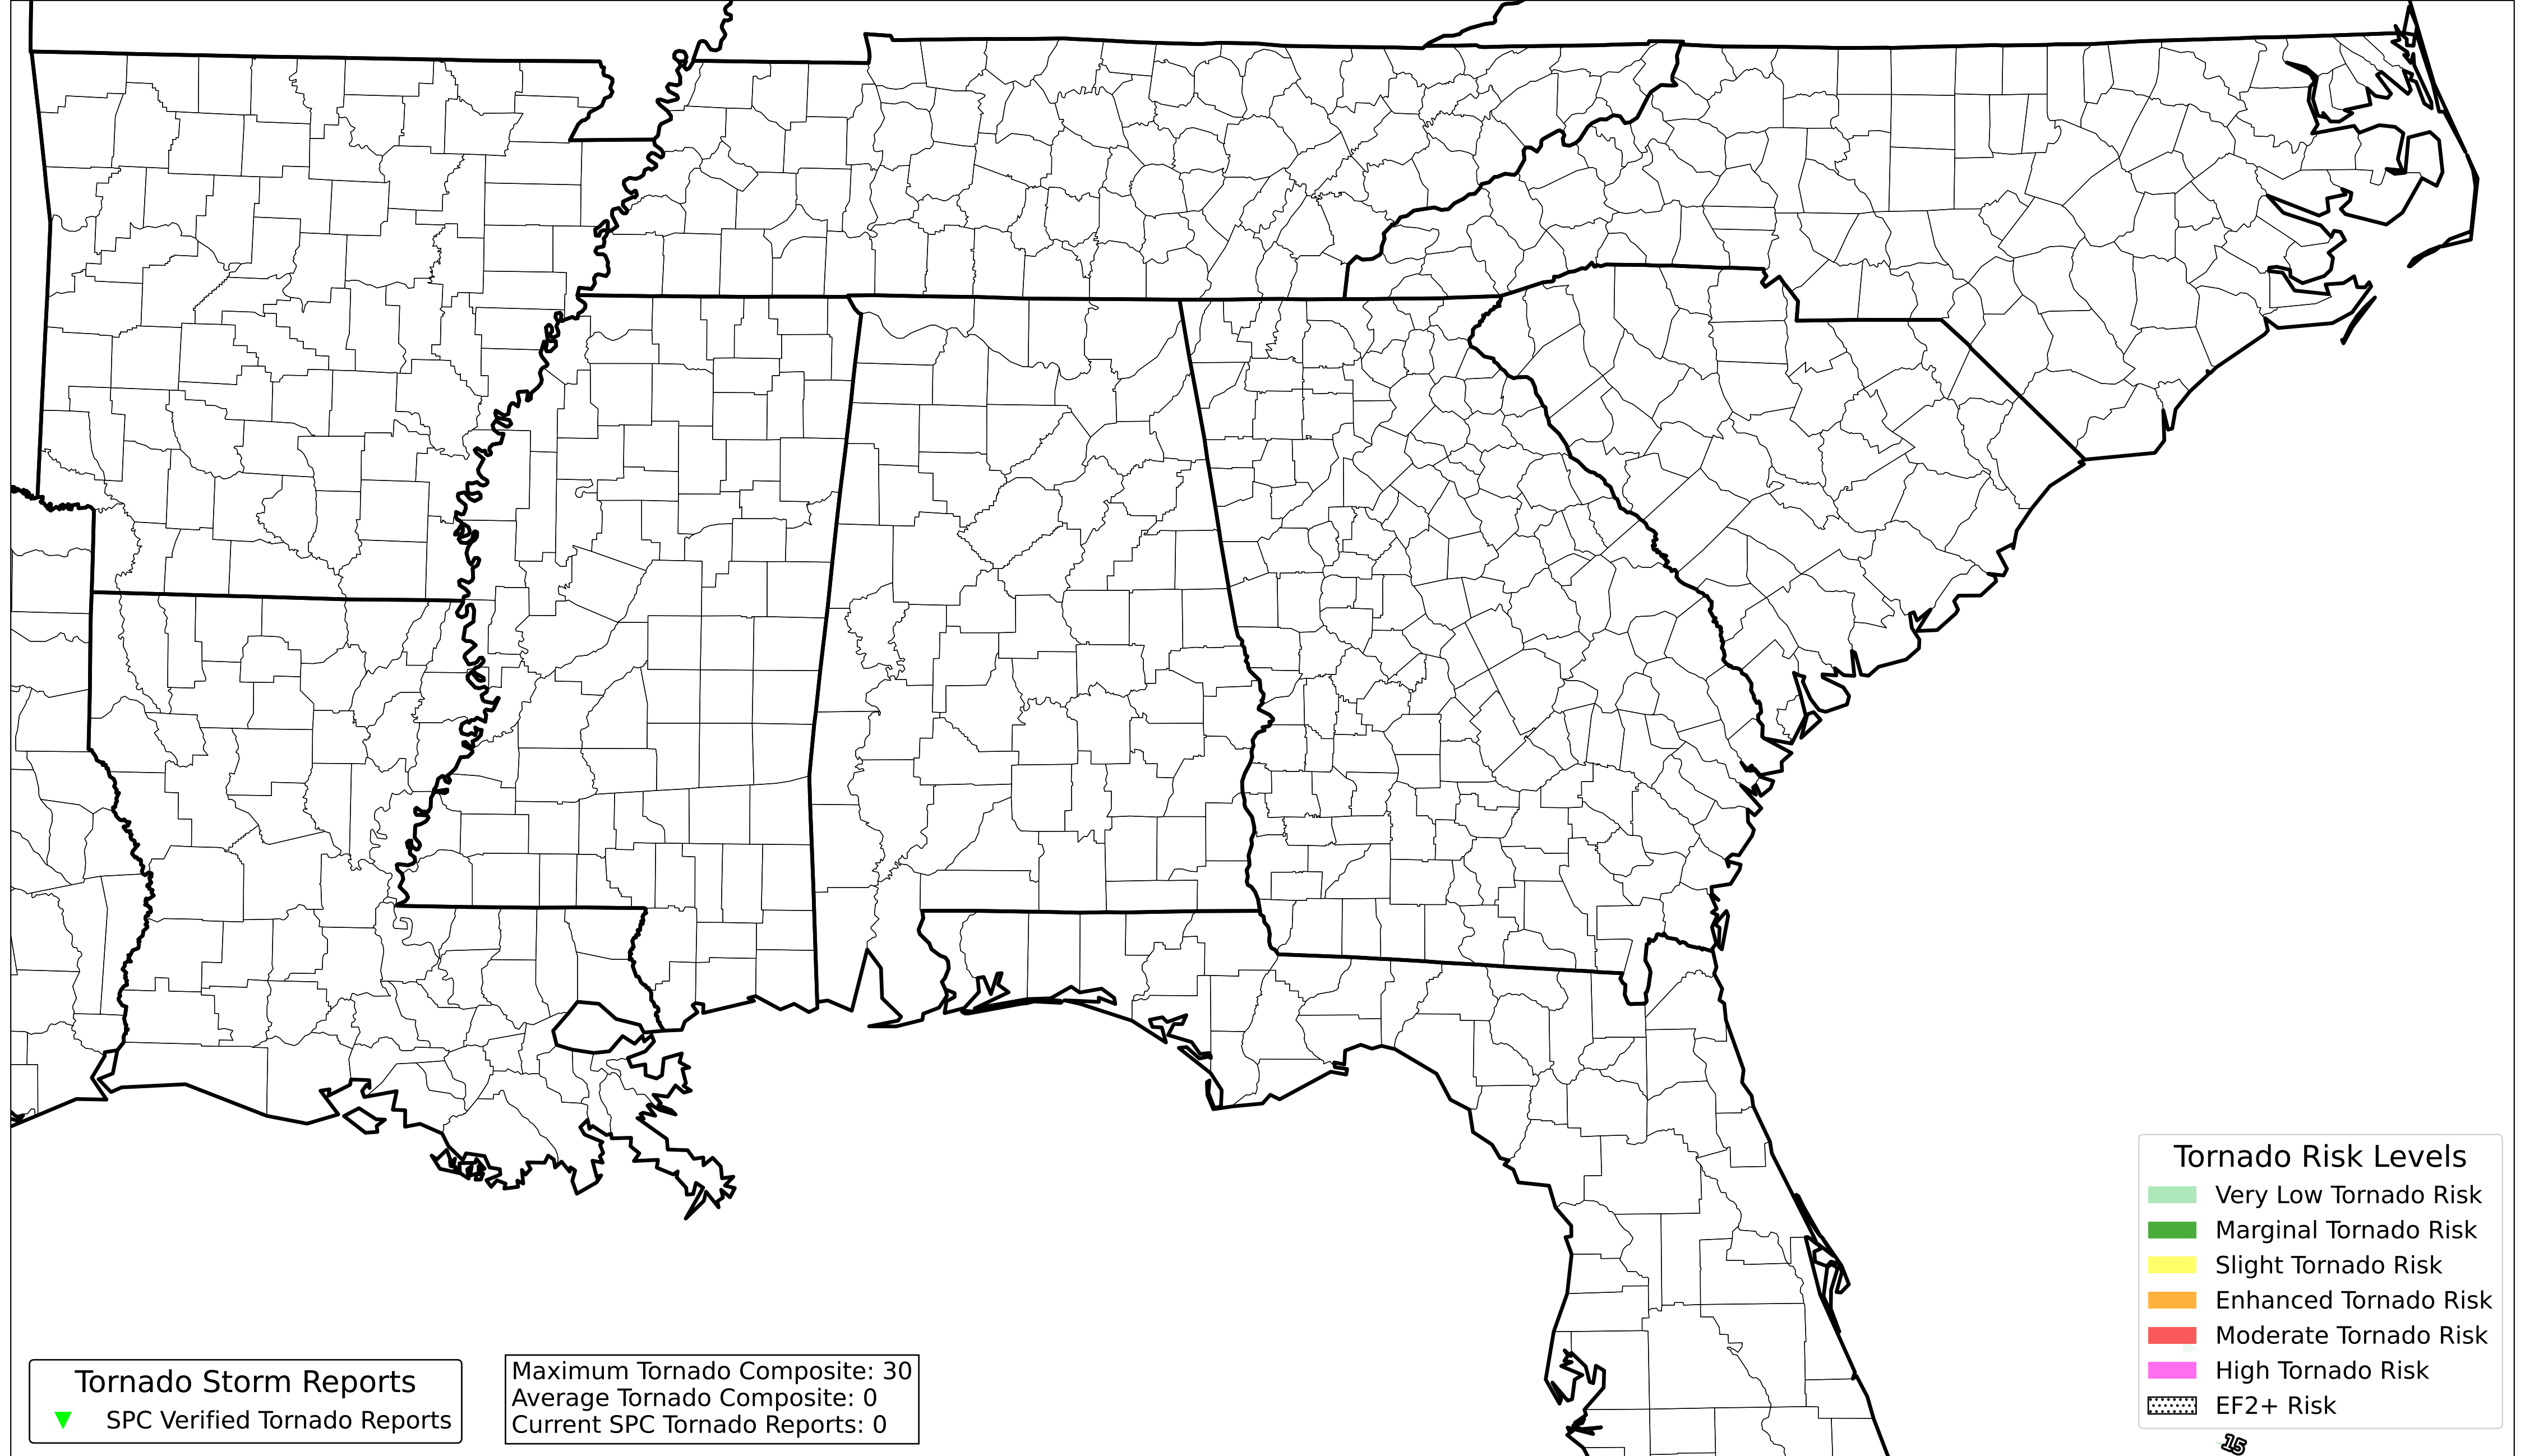 Tornado Storm Reports
SPC Verified Tornado Reports
Maximum Tornado Composite: 30
Average Tornado Composite: 0
Current SPC Tornado Reports: 0
Tornado Risk Levels
Very Low Tornado Risk
Marginal Tornado Risk
Slight Tornado Risk
Enhanced Tornado Risk
Moderate Tornado Risk
High Tornado Risk
EF2+ Risk
15